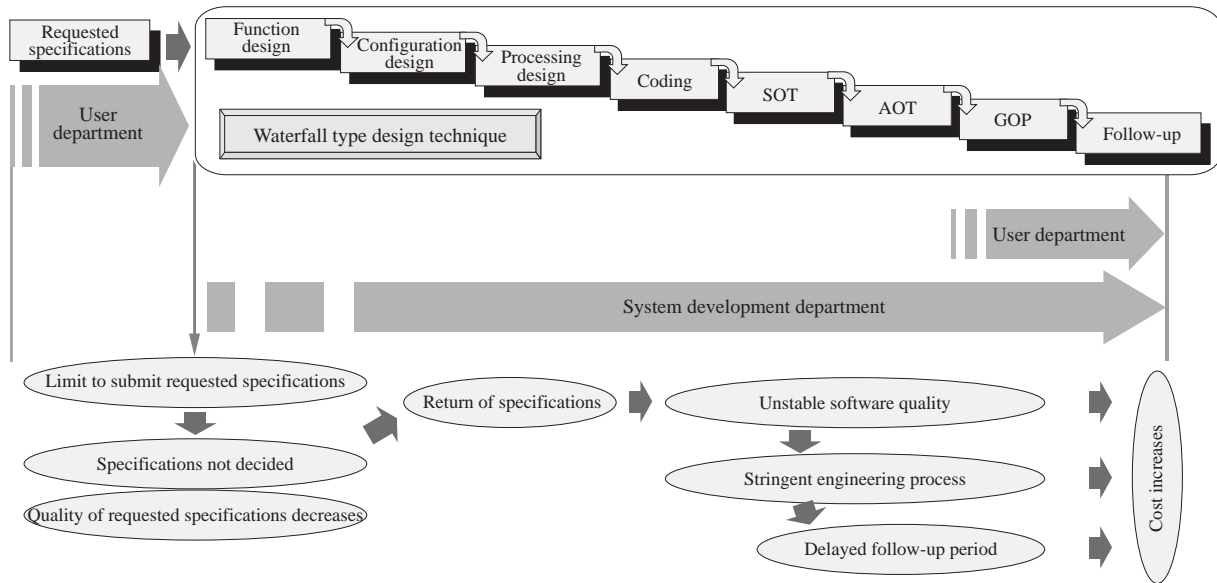 Requested
specifications
Function
design
Configuration
design
Processing
design
Coding
SOT
AOT
GOP
Follow-up
User
department
Waterfall type design technique
User department
System development department
Limit to submit requested specifications
Specifications not decided
Quality of requested specifications decreases
Return of specifications
Unstable software quality
Stringent engineering process
Delayed follow-up period
Cost increases